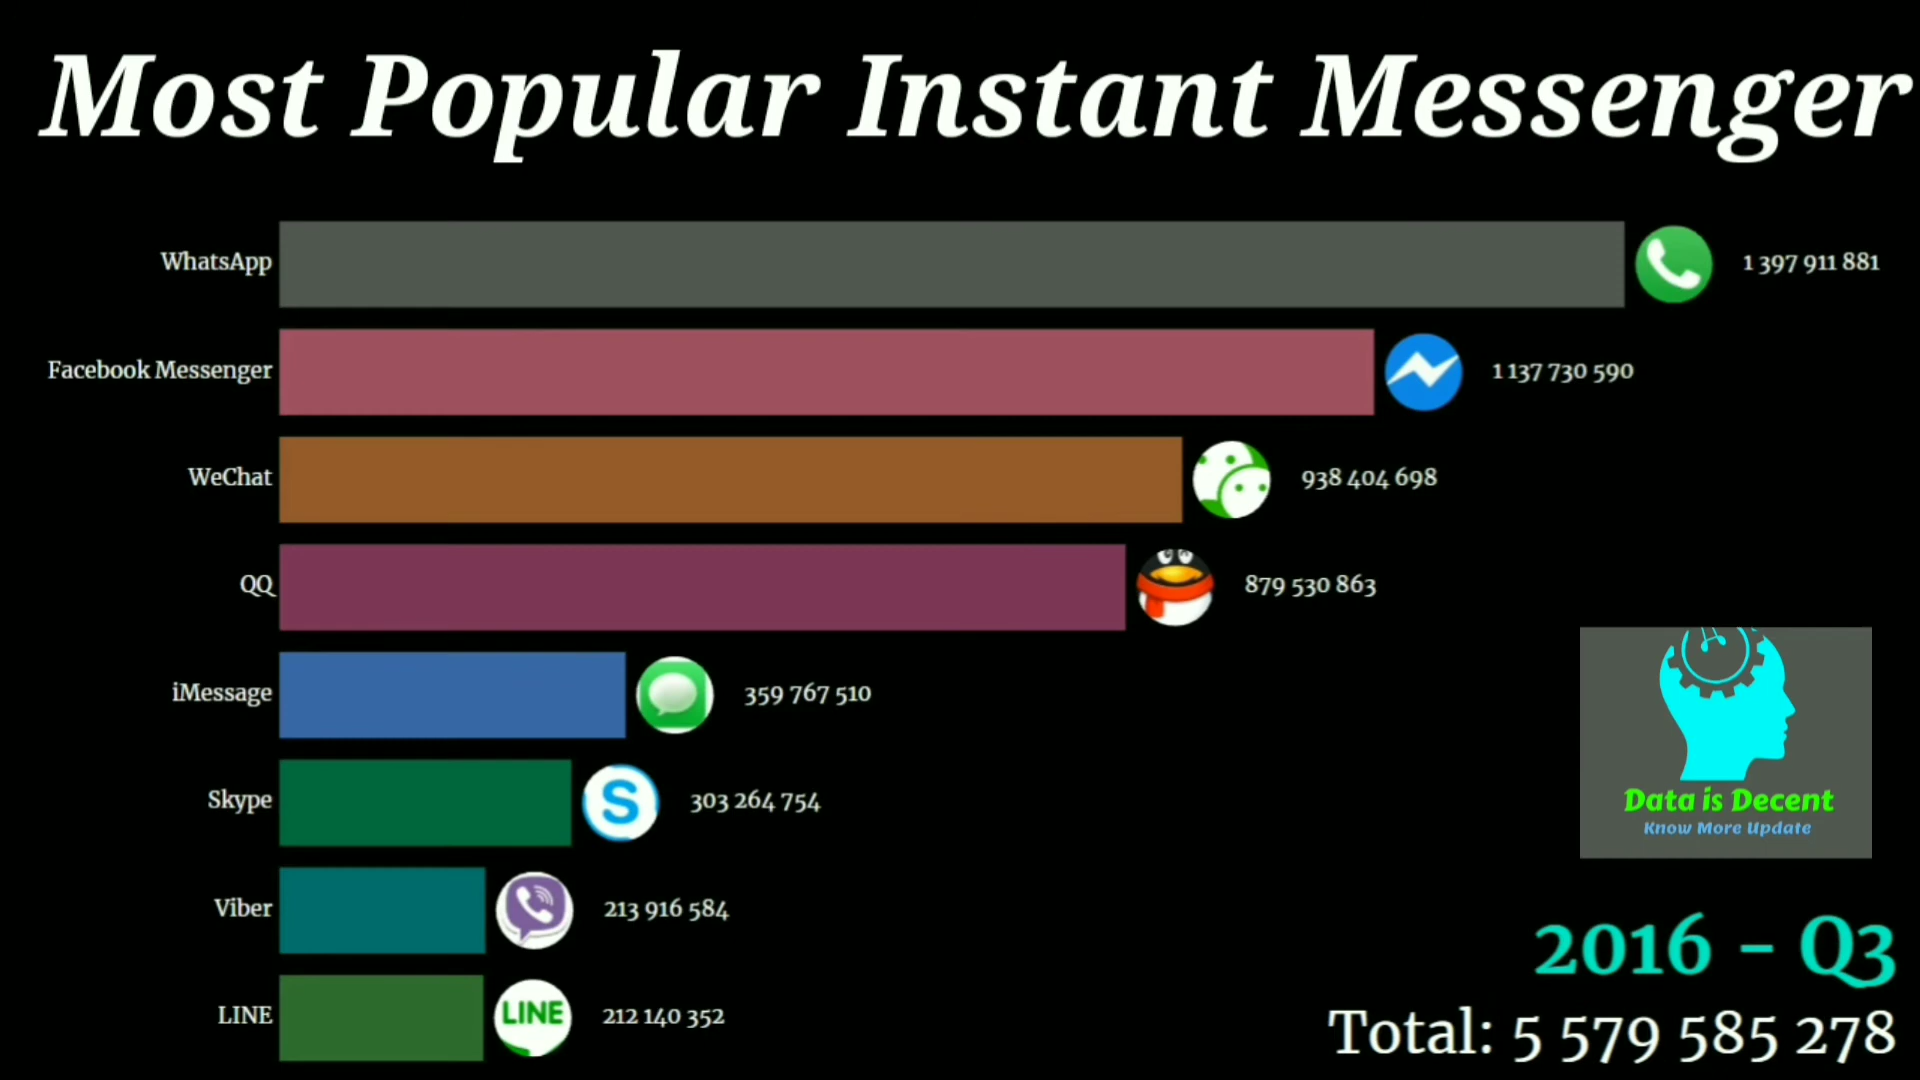 Most Popular Instant Messenger
WhatsApp 1 397 911 881
Facebook Messenger 1 137 730 590
WeChat 938 404 698
QQ 879 530 863
iMessage 359 767 510
Skype S 303 264 754
Viber 213 916 584
LINE LINE 212 140 352
Data is Decent
Know More Update
2016 - Q3
Total: 5 579 585 278